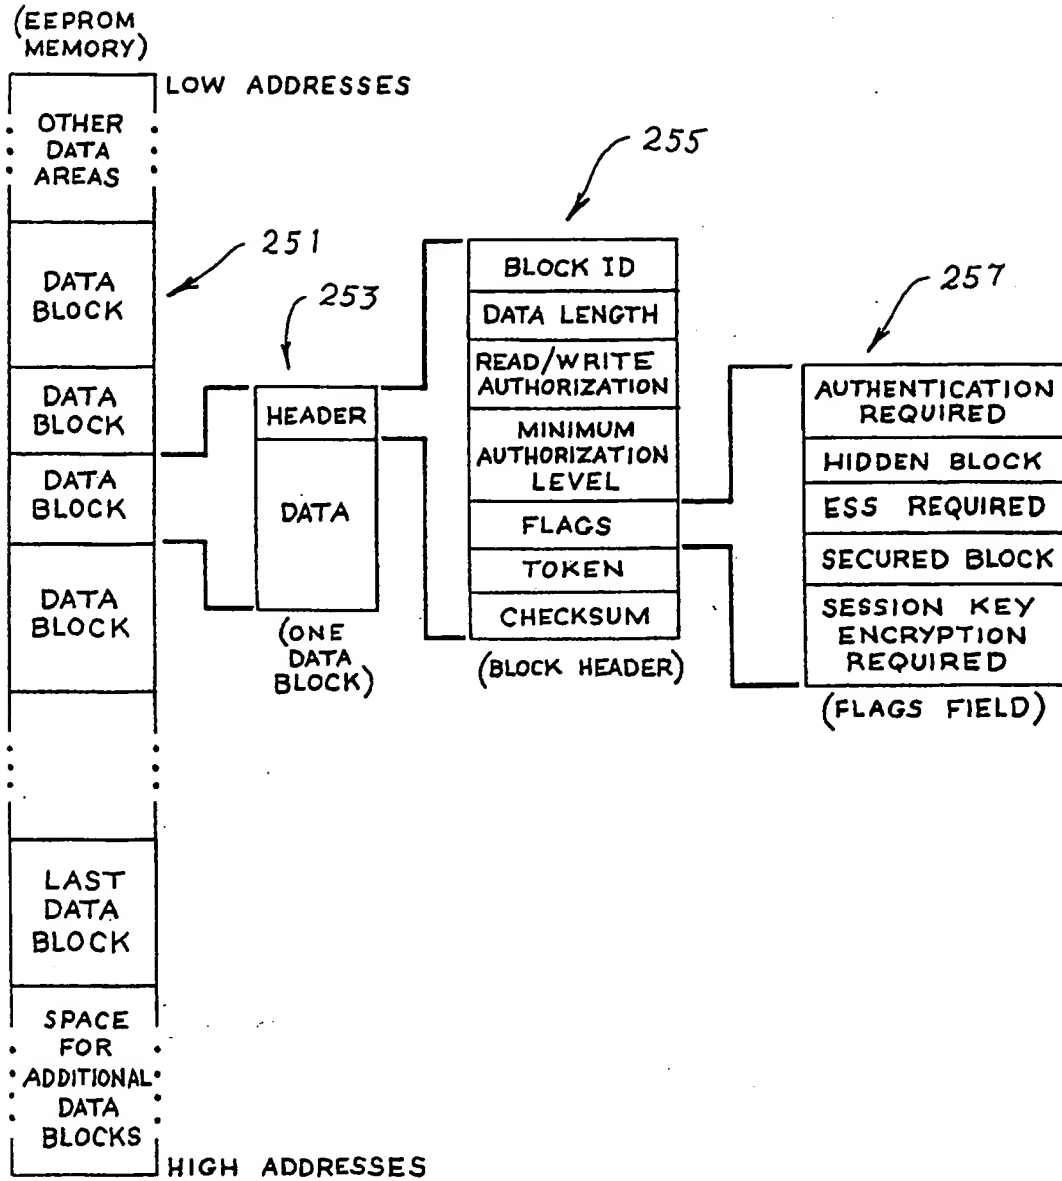 (EEPROM
MEMORY)
LOW ADDRESSES
OTHER
DATA
AREAS
251
DATA
BLOCK
DATA
BLOCK
DATA
BLOCK
DATA
BLOCK
LAST
DATA
BLOCK
SPACE
FOR
ADDITIONAL
DATA
BLOCKS
HIGH ADDRESSES
253
HEADER
DATA
(ONE
DATA
BLOCK)
255
BLOCK ID
DATA LENGTH
READ/WRITE
AUTHORIZATION
MINIMUM
AUTHORIZATION
LEVEL
FLAGS
TOKEN
CHECKSUM
(BLOCK HEADER)
257
AUTHENTICATION
REQUIRED
HIDDEN BLOCK
ESS REQUIRED
SECURED BLOCK
SESSION KEY
ENCRYPTION
REQUIRED
(FLAGS FIELD)